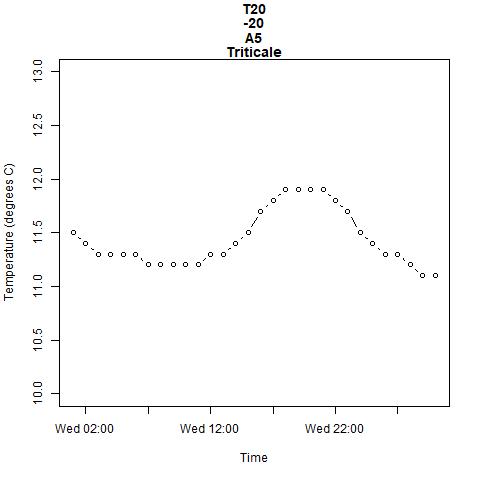 T20
-20
A5
Triticale
13.0
12.5
12.0
11.5
11.0
10.5
10.0
Temperature (degrees C)
Wed 02:00
Wed 12:00
Wed 22:00
Time